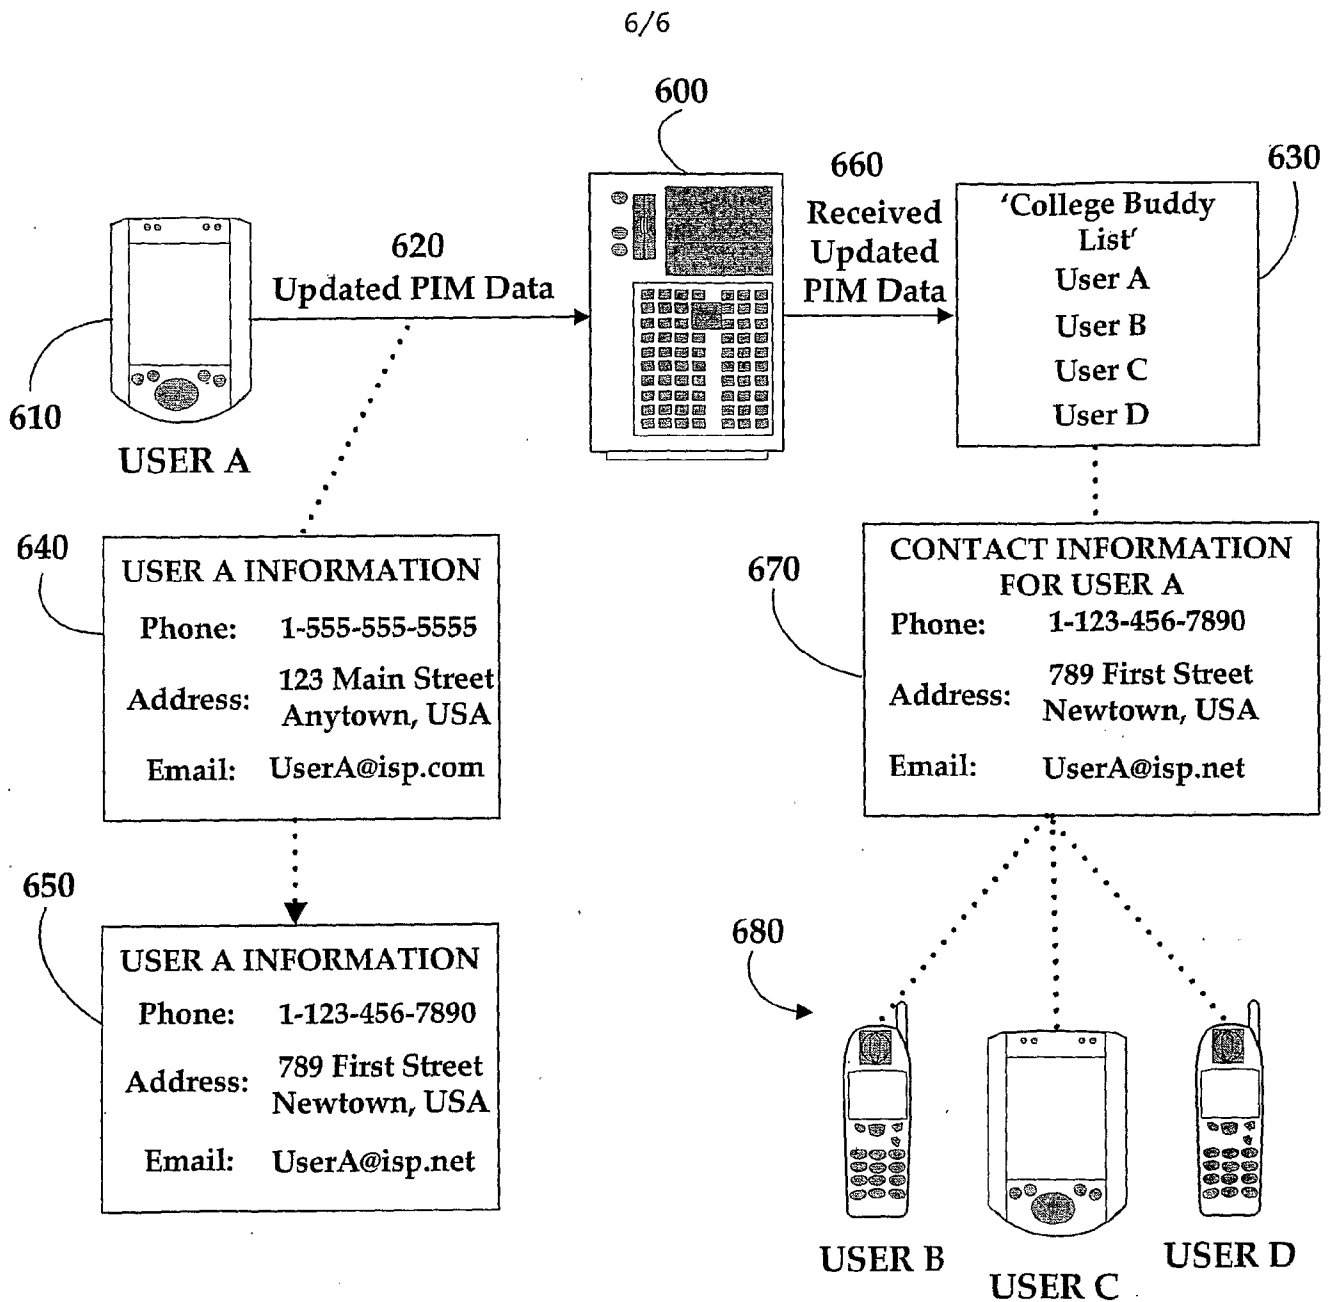 6/6
600
660
630
Received
Updated
PIM Data
'College Buddy
List'
User A
User B
User C
User D
620
Updated PIM Data
610
USER A
640
USER A INFORMATION
Phone: 1-555-555-5555
Address: 123 Main Street
Anytown, USA
Email: UserA@isp.com
670
CONTACT INFORMATION
FOR USER A
Phone: 1-123-456-7890
Address: 789 First Street
Newtown, USA
Email: UserA@isp.net
650
USER A INFORMATION
Phone: 1-123-456-7890
Address: 789 First Street
Newtown, USA
Email: UserA@isp.net
680
USER B
USER C
USER D